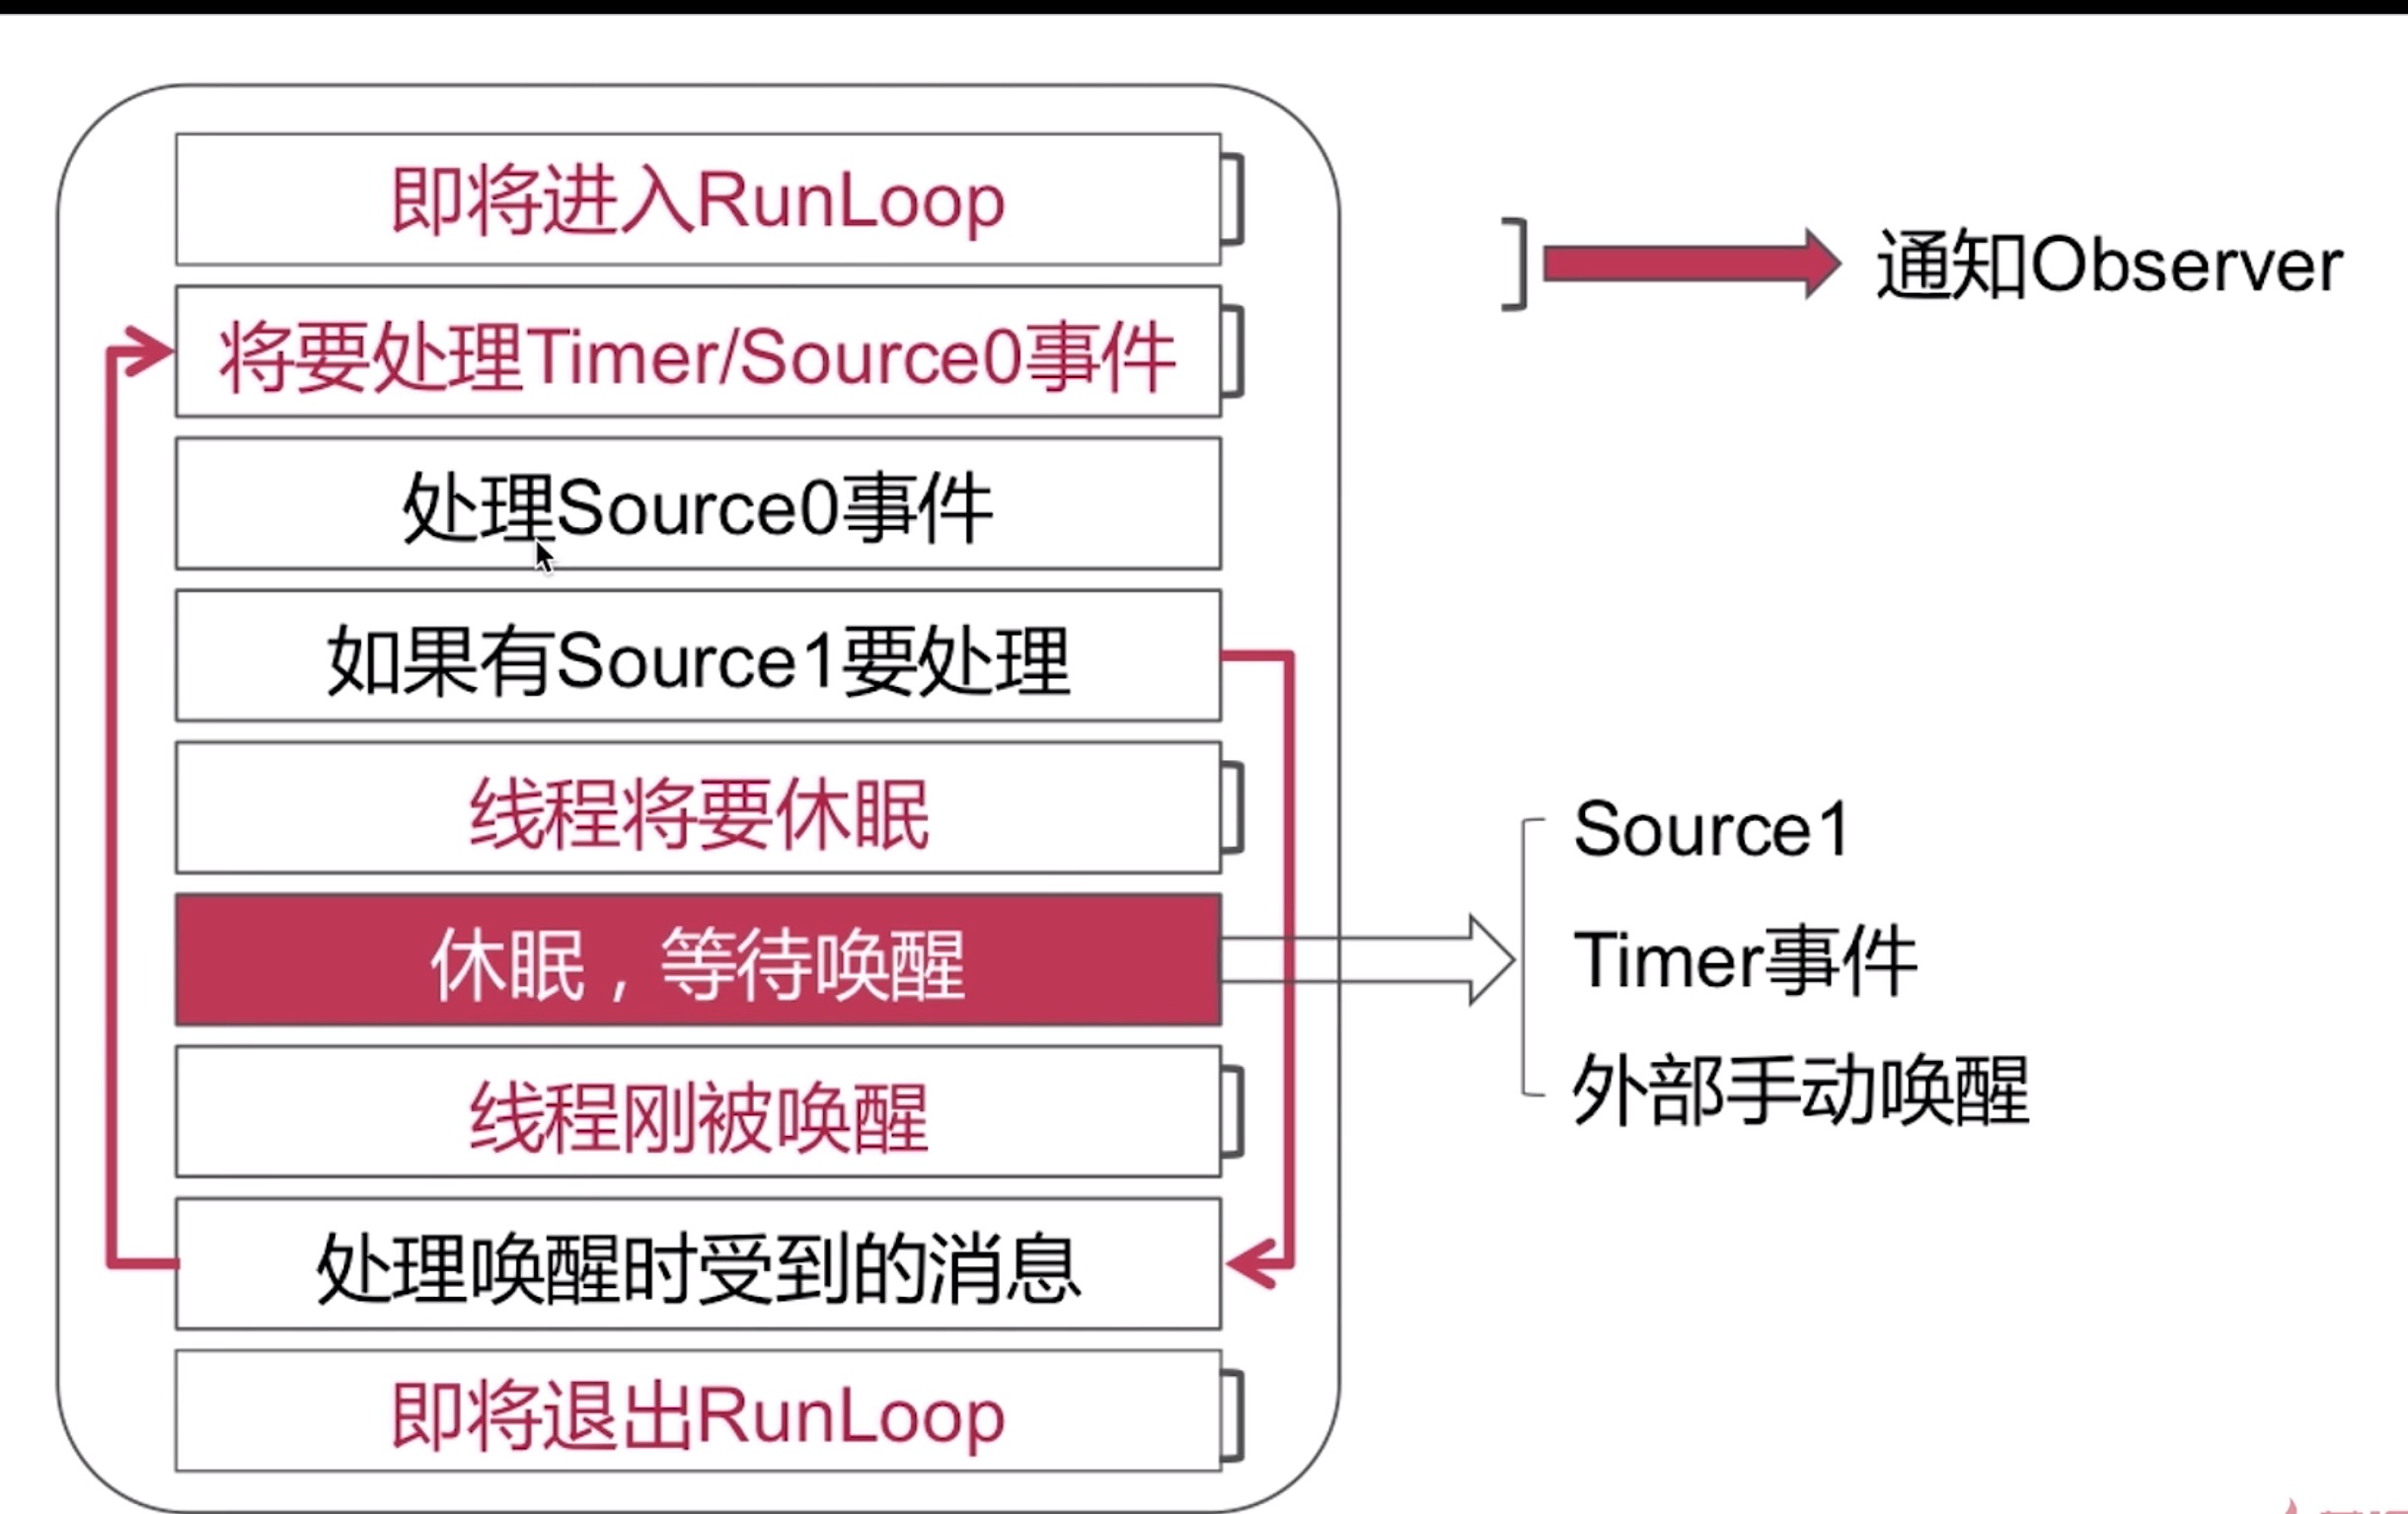 即将进入RunLoop
将要处理Timer/Source0事件
处理Source0事件
如果有Source1要处理
线程将要休眠
休眠，等待唤醒
线程刚被唤醒
处理唤醒时受到的消息
即将退出RunLoop
通知Observer
Source1
Timer事件
外部手动唤醒